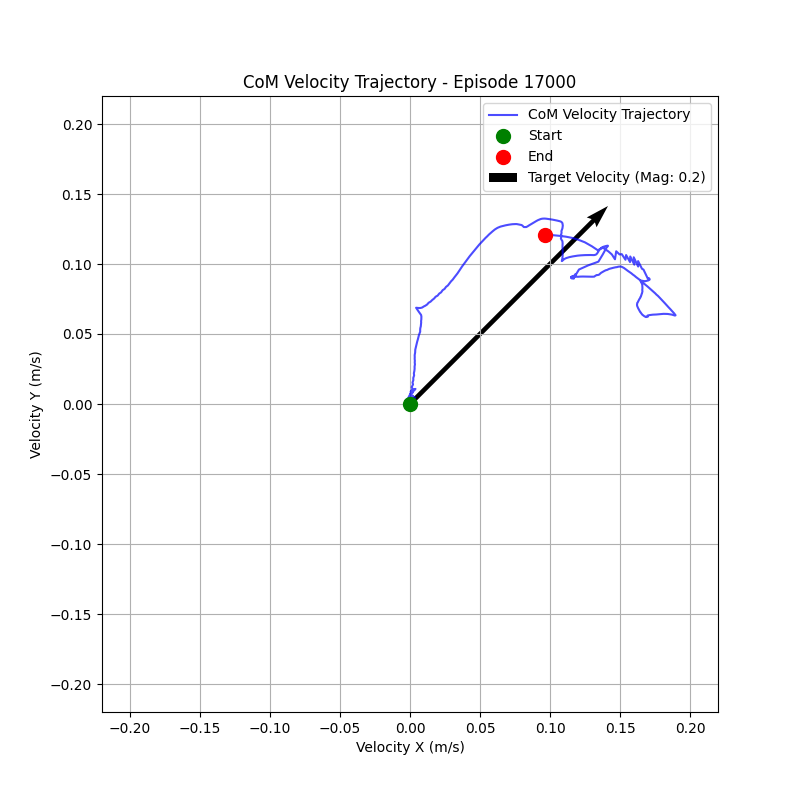 CoM Velocity Trajectory - Episode 17000
CoM Velocity Trajectory
Start
End
Target Velocity (Mag: 0.2)
0.20
0.15
0.10
0.05
0.00
−0.05
−0.10
−0.15
−0.20
Velocity Y (m/s)
−0.20 −0.15 −0.10 −0.05 0.00 0.05 0.10 0.15 0.20
Velocity X (m/s)